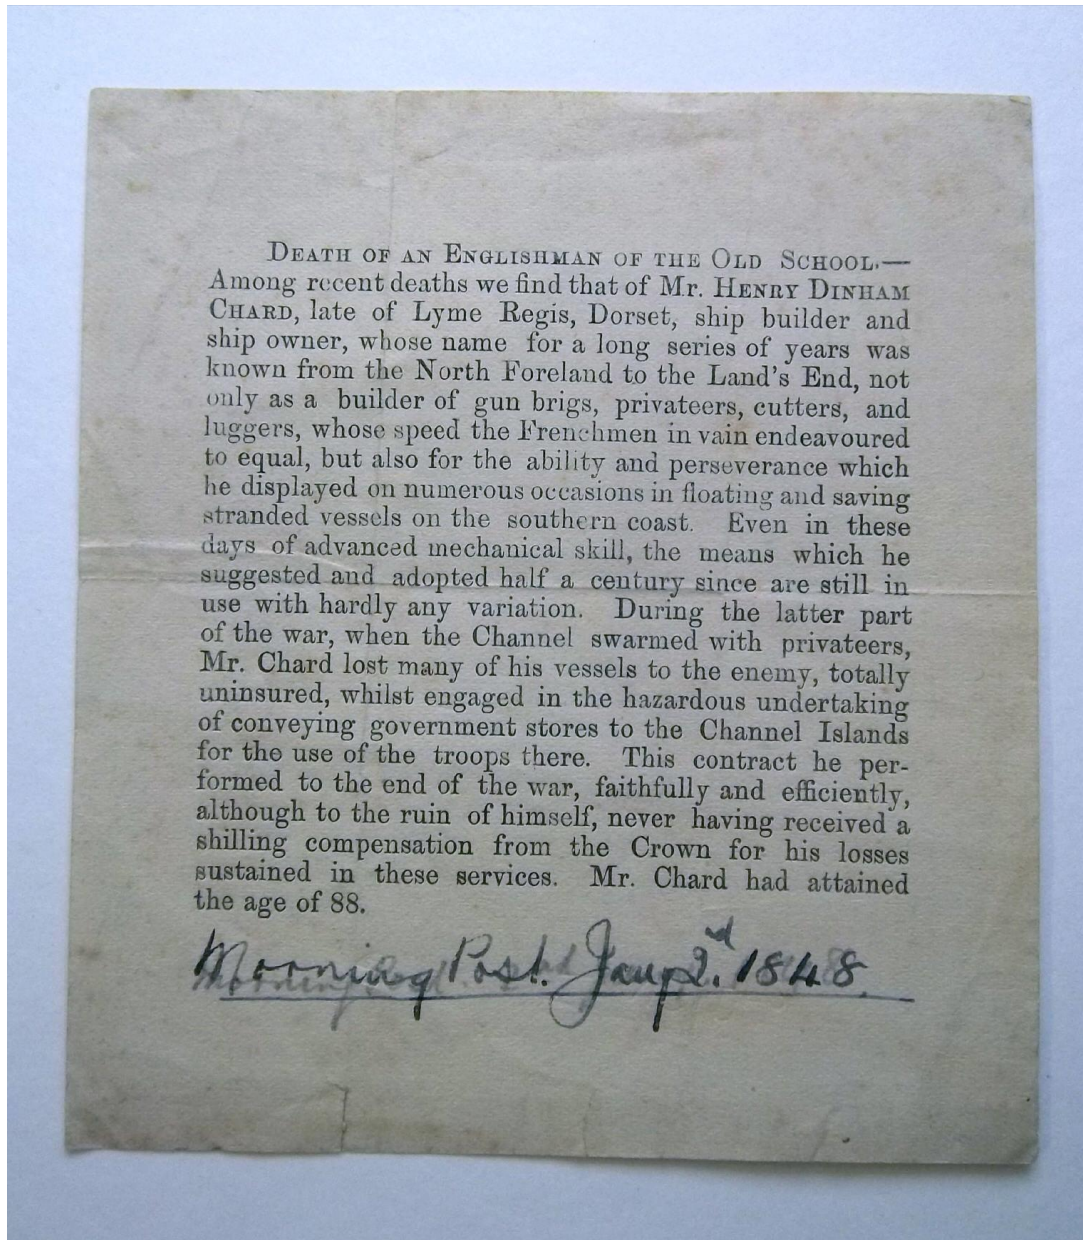 DEATH OF AN ENGLISHMAN OF THE OLD SCHOOL.—
Among recent deaths we find that of Mr. HENRY DINHAM
CHARD, late of Lyme Regis, Dorset, ship builder and
ship owner, whose name for a long series of years was
known from the North Foreland to the Land's End, not
only as a builder of gun brigs, privateers, cutters, and
luggers, whose speed the Frenchmen in vain endeavoured
to equal, but also for the ability and perseverance which
he displayed on numerous occasions in floating and saving
stranded vessels on the southern coast. Even in these
days of advanced mechanical skill, the means which he
suggested and adopted half a century since are still in
use with hardly any variation. During the latter part
of the war, when the Channel swarmed with privateers,
Mr. Chard lost many of his vessels to the enemy, totally
uninsured, whilst engaged in the hazardous undertaking
of conveying government stores to the Channel Islands
for the use of the troops there. This contract he per-
formed to the end of the war, faithfully and efficiently,
although to the ruin of himself, never having received a
shilling compensation from the Crown for his losses
sustained in these services. Mr. Chard had attained
the age of 88.
Morning Post. Jany 2nd. 1848.